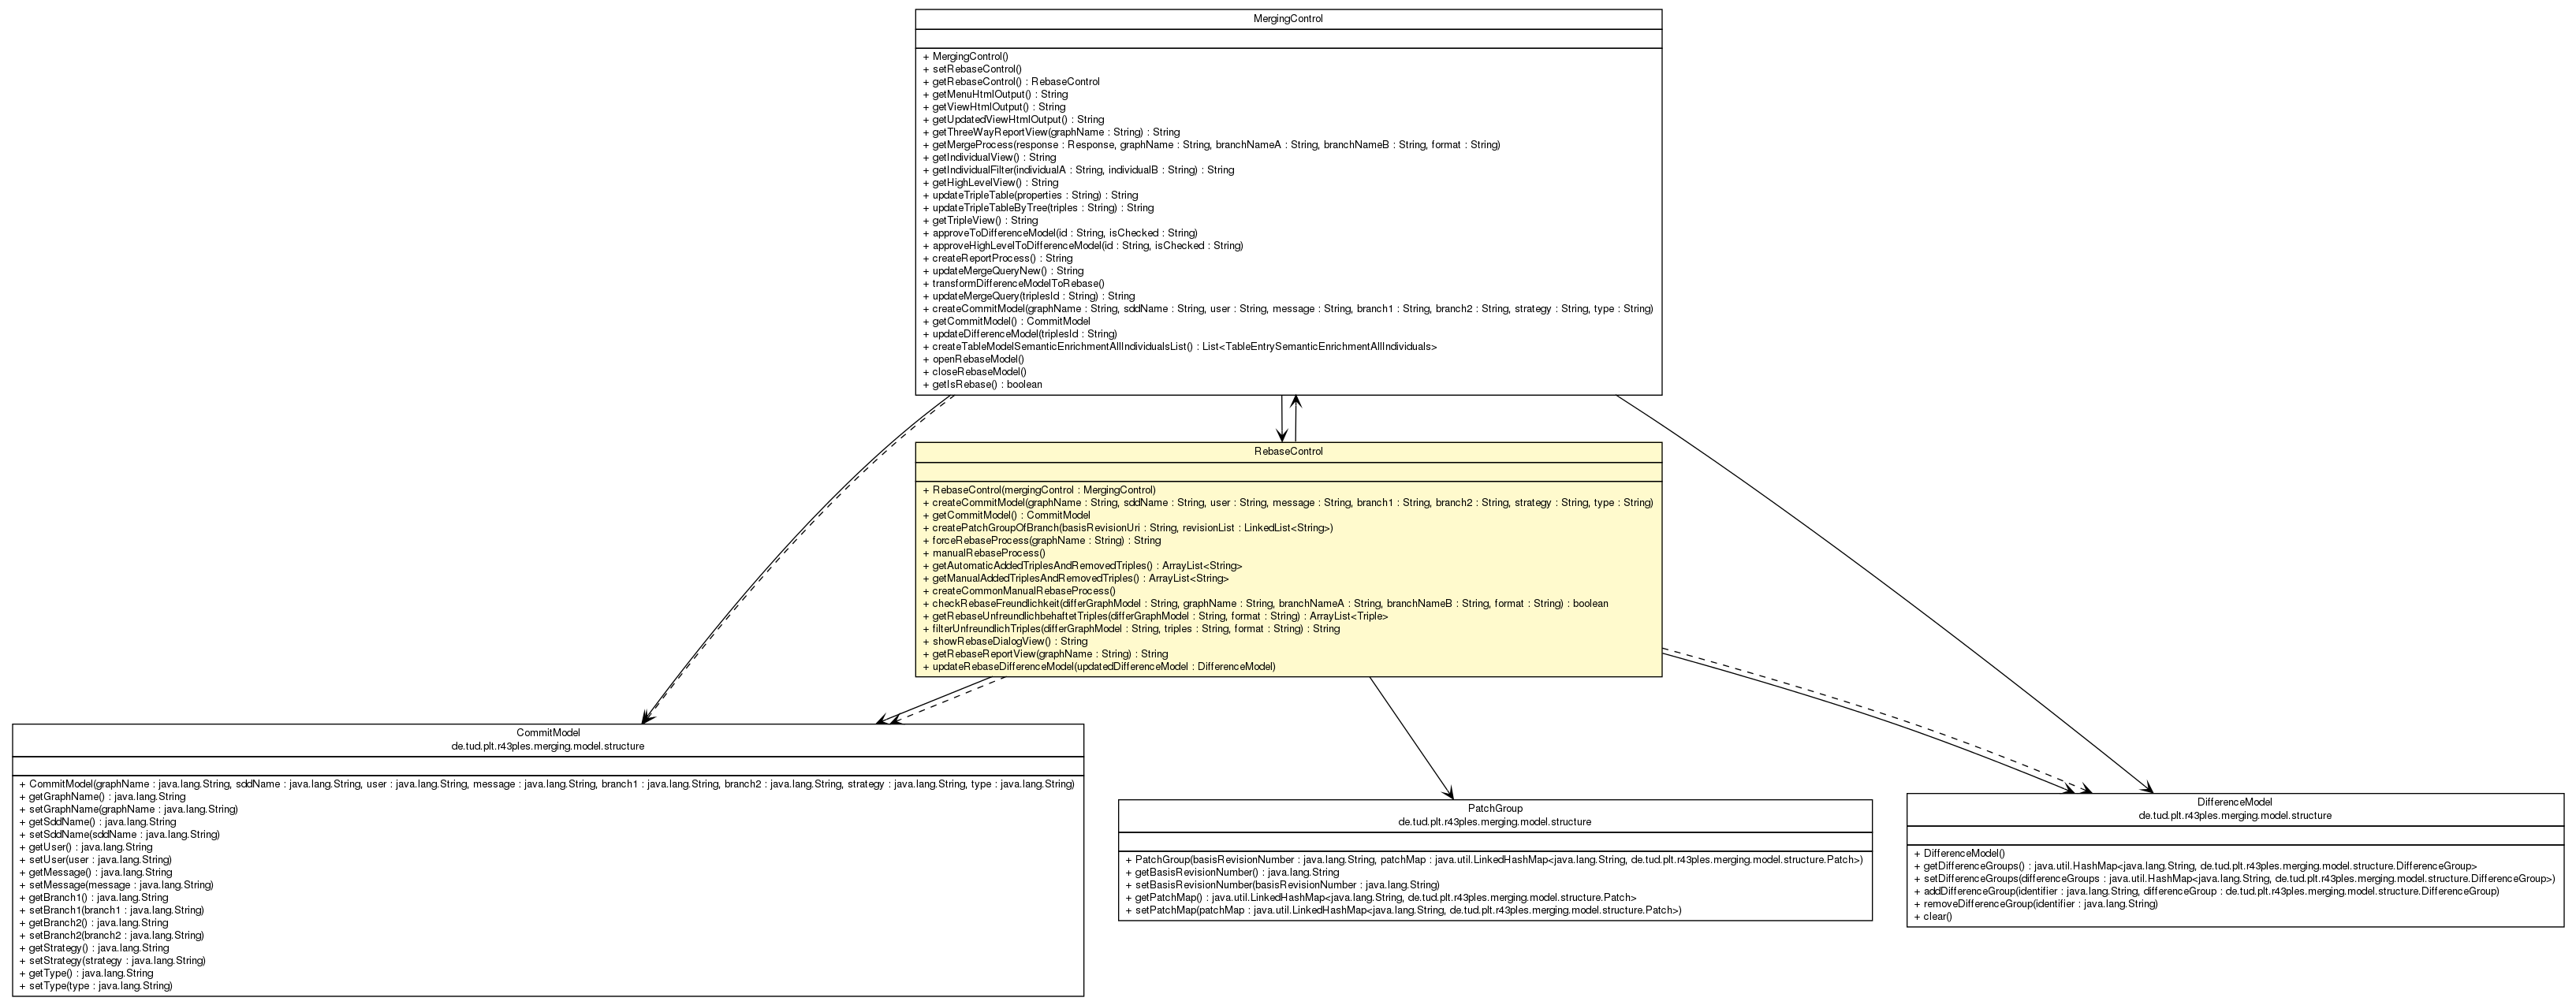 MergingControl
+ MergingControl()
+ setRebaseControl()
+ getRebaseControl() : RebaseControl
+ getMenuHtmlOutput() : String
+ getViewHtmlOutput() : String
+ getUpdatedViewHtmlOutput() : String
+ getThreeWayReportView(graphName : String) : String
+ getMergeProcess(response : Response, graphName : String, branchNameA : String, branchNameB : String, format : String)
+ getIndividualView() : String
+ getIndividualFilter(individualA : String, individualB : String) : String
+ getHighLevelView() : String
+ updateTripleTable(properties : String) : String
+ updateTripleTableByTree(triples : String) : String
+ getTripleView() : String
+ approveToDifferenceModel(id : String, isChecked : String)
+ approveHighLevelToDifferenceModel(id : String, isChecked : String)
+ createReportProcess() : String
+ updateMergeQueryNew() : String
+ transformDifferenceModelToRebase()
+ updateMergeQuery(triplesId : String) : String
+ createCommitModel(graphName : String, sddName : String, user : String, message : String, branch1 : String, branch2 : String, strategy : String, type : String)
+ getCommitModel() : CommitModel
+ updateDifferenceModel(triplesId : String)
+ createTableModelSemanticEnrichmentAllIndividualsList() : List<TableEntrySemanticEnrichmentAllIndividuals>
+ openRebaseModel()
+ closeRebaseModel()
+ getIsRebase() : boolean
RebaseControl
+ RebaseControl(mergingControl : MergingControl)
+ createCommitModel(graphName : String, sddName : String, user : String, message : String, branch1 : String, branch2 : String, strategy : String, type : String)
+ getCommitModel() : CommitModel
+ createPatchGroupOfBranch(basisRevisionUri : String, revisionList : LinkedList<String>)
+ forceRebaseProcess(graphName : String) : String
+ manualRebaseProcess()
+ getAutomaticAddedTriplesAndRemovedTriples() : ArrayList<String>
+ getManualAddedTriplesAndRemovedTriples() : ArrayList<String>
+ createCommonManualRebaseProcess()
+ checkRebaseFreundlichkeit(differGraphModel : String, graphName : String, branchNameA : String, branchNameB : String, format : String) : boolean
+ getRebaseUnfreundlichbehaftetTriples(differGraphModel : String, format : String) : ArrayList<Triple>
+ filterUnfreundlichTriples(differGraphModel : String, triples : String, format : String) : String
+ showRebaseDialogView() : String
+ getRebaseReportView(graphName : String) : String
+ updateRebaseDifferenceModel(updatedDifferenceModel : DifferenceModel)
CommitModel
de.tud.plt.r43ples.merging.model.structure
+ CommitModel(graphName : java.lang.String, sddName : java.lang.String, user : java.lang.String, message : java.lang.String, branch1 : java.lang.String, branch2 : java.lang.String, strategy : java.lang.String, type : java.lang.String)
+ getGraphName() : java.lang.String
+ setGraphName(graphName : java.lang.String)
+ getSddName() : java.lang.String
+ setSddName(sddName : java.lang.String)
+ getUser() : java.lang.String
+ setUser(user : java.lang.String)
+ getMessage() : java.lang.String
+ setMessage(message : java.lang.String)
+ getBranch1() : java.lang.String
+ setBranch1(branch1 : java.lang.String)
+ getBranch2() : java.lang.String
+ setBranch2(branch2 : java.lang.String)
+ getStrategy() : java.lang.String
+ setStrategy(strategy : java.lang.String)
+ getType() : java.lang.String
+ setType(type : java.lang.String)
PatchGroup
de.tud.plt.r43ples.merging.model.structure
+ PatchGroup(basisRevisionNumber : java.lang.String, patchMap : java.util.LinkedHashMap<java.lang.String, de.tud.plt.r43ples.merging.model.structure.Patch>)
+ getBasisRevisionNumber() : java.lang.String
+ setBasisRevisionNumber(basisRevisionNumber : java.lang.String)
+ getPatchMap() : java.util.LinkedHashMap<java.lang.String, de.tud.plt.r43ples.merging.model.structure.Patch>
+ setPatchMap(patchMap : java.util.LinkedHashMap<java.lang.String, de.tud.plt.r43ples.merging.model.structure.Patch>)
DifferenceModel
de.tud.plt.r43ples.merging.model.structure
+ DifferenceModel()
+ getDifferenceGroups() : java.util.HashMap<java.lang.String, de.tud.plt.r43ples.merging.model.structure.DifferenceGroup>
+ setDifferenceGroups(differenceGroups : java.util.HashMap<java.lang.String, de.tud.plt.r43ples.merging.model.structure.DifferenceGroup>)
+ addDifferenceGroup(identifier : java.lang.String, differenceGroup : de.tud.plt.r43ples.merging.model.structure.DifferenceGroup)
+ removeDifferenceGroup(identifier : java.lang.String)
+ clear()